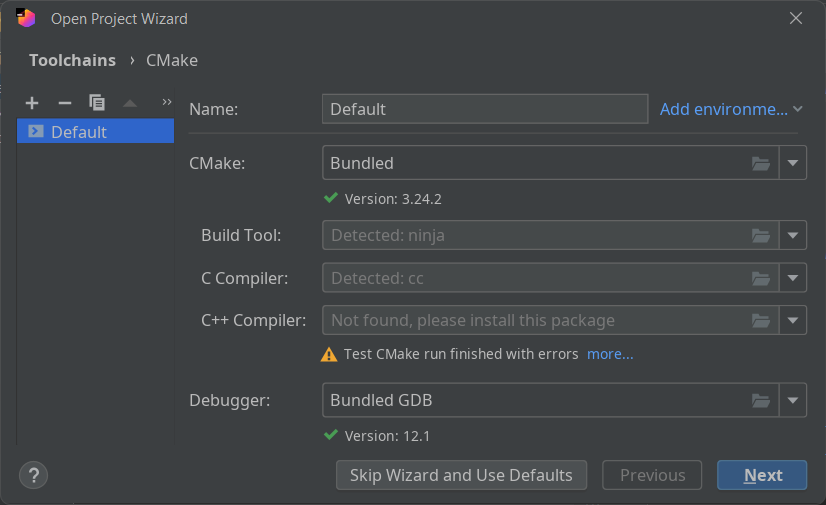 Open Project Wizard
Toolchains › CMake
Default
Name: Default Add environme...
CMake: Bundled
Version: 3.24.2
Build Tool: Detected: ninja
C Compiler: Detected: cc
C++ Compiler: Not found, please install this package
Test CMake run finished with errors more...
Debugger: Bundled GDB
Version: 12.1
? Skip Wizard and Use Defaults Previous Next